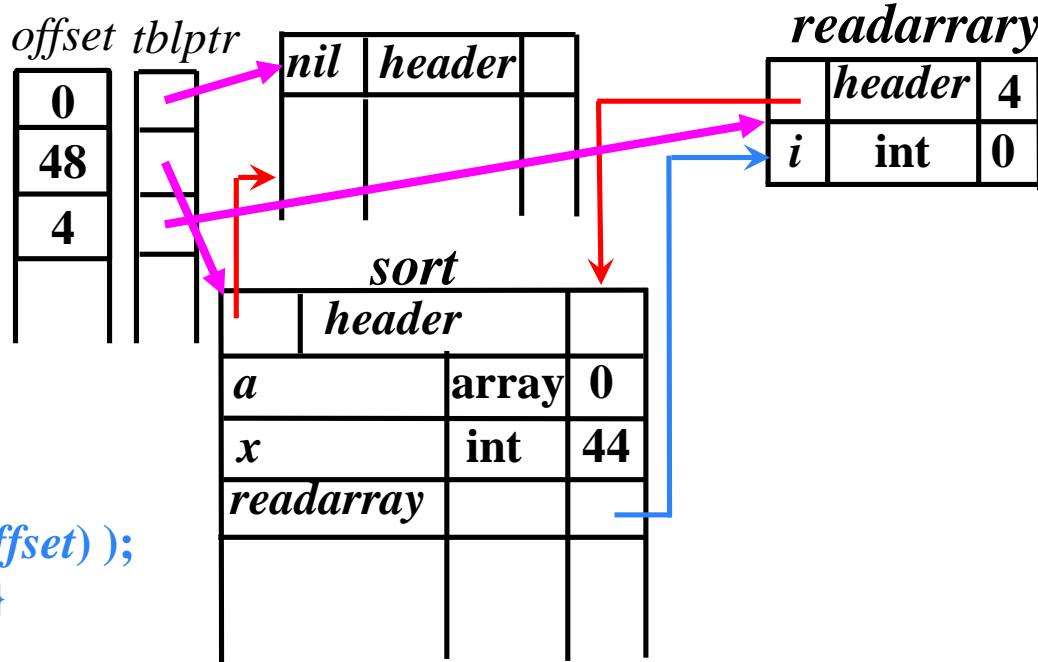 offset tblptr
readarrary
nil header
header 4
i int 0
0
48
4
sort
header
a array 0
x int 44
readarray
ffset) );
}